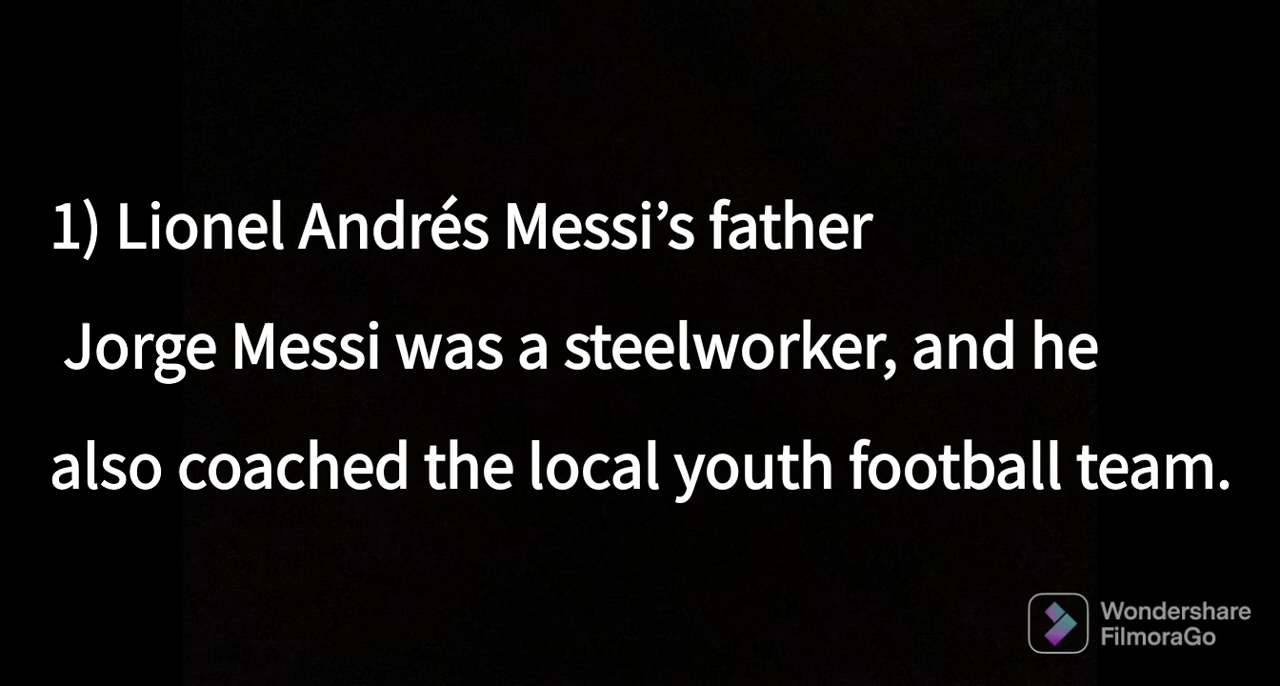 1) Lionel Andrés Messi’s father
Jorge Messi was a steelworker, and he
also coached the local youth football team.
Wondershare
FilmoraGo